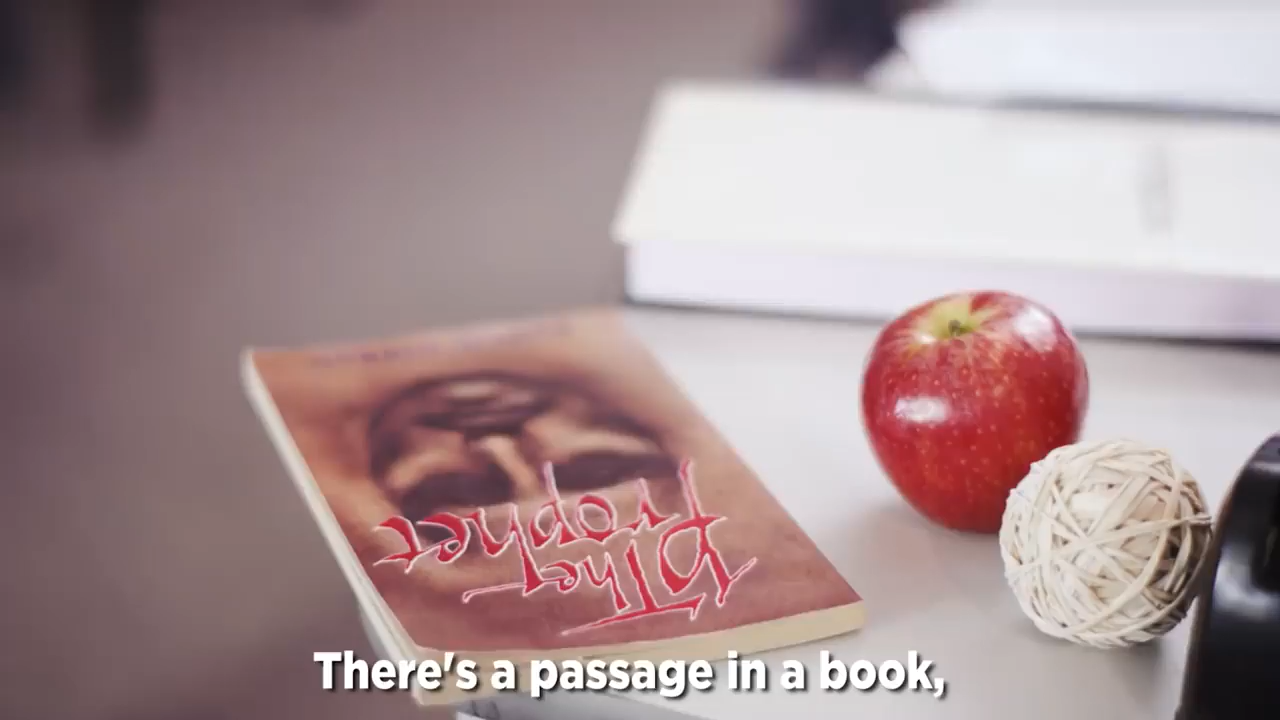 The
Prophet
There's a passage in a book,